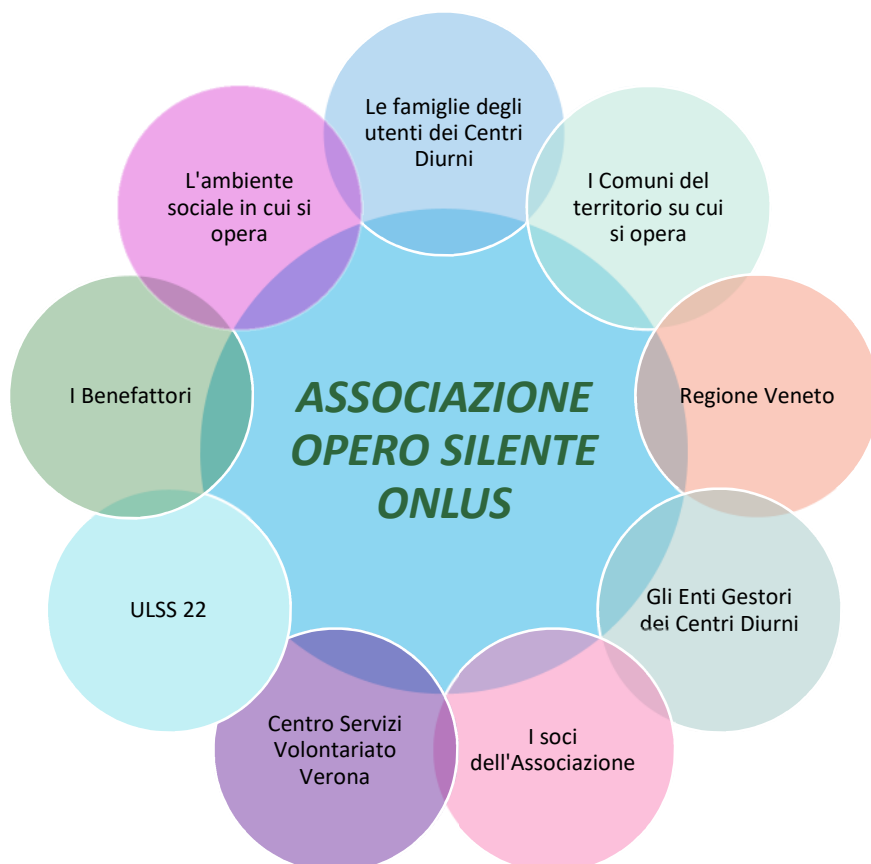 Le famiglie degli
utenti dei Centri
Diurni
I Comuni del
territorio su cui
si opera
Regione Veneto
Gli Enti Gestori
dei Centri Diurni
I soci
dell'Associazione
Centro Servizi
Volontariato
Verona
ULSS 22
I Benefattori
L'ambiente
sociale in cui si
opera
ASSOCIAZIONE
OPERO SILENTE
ONLUS